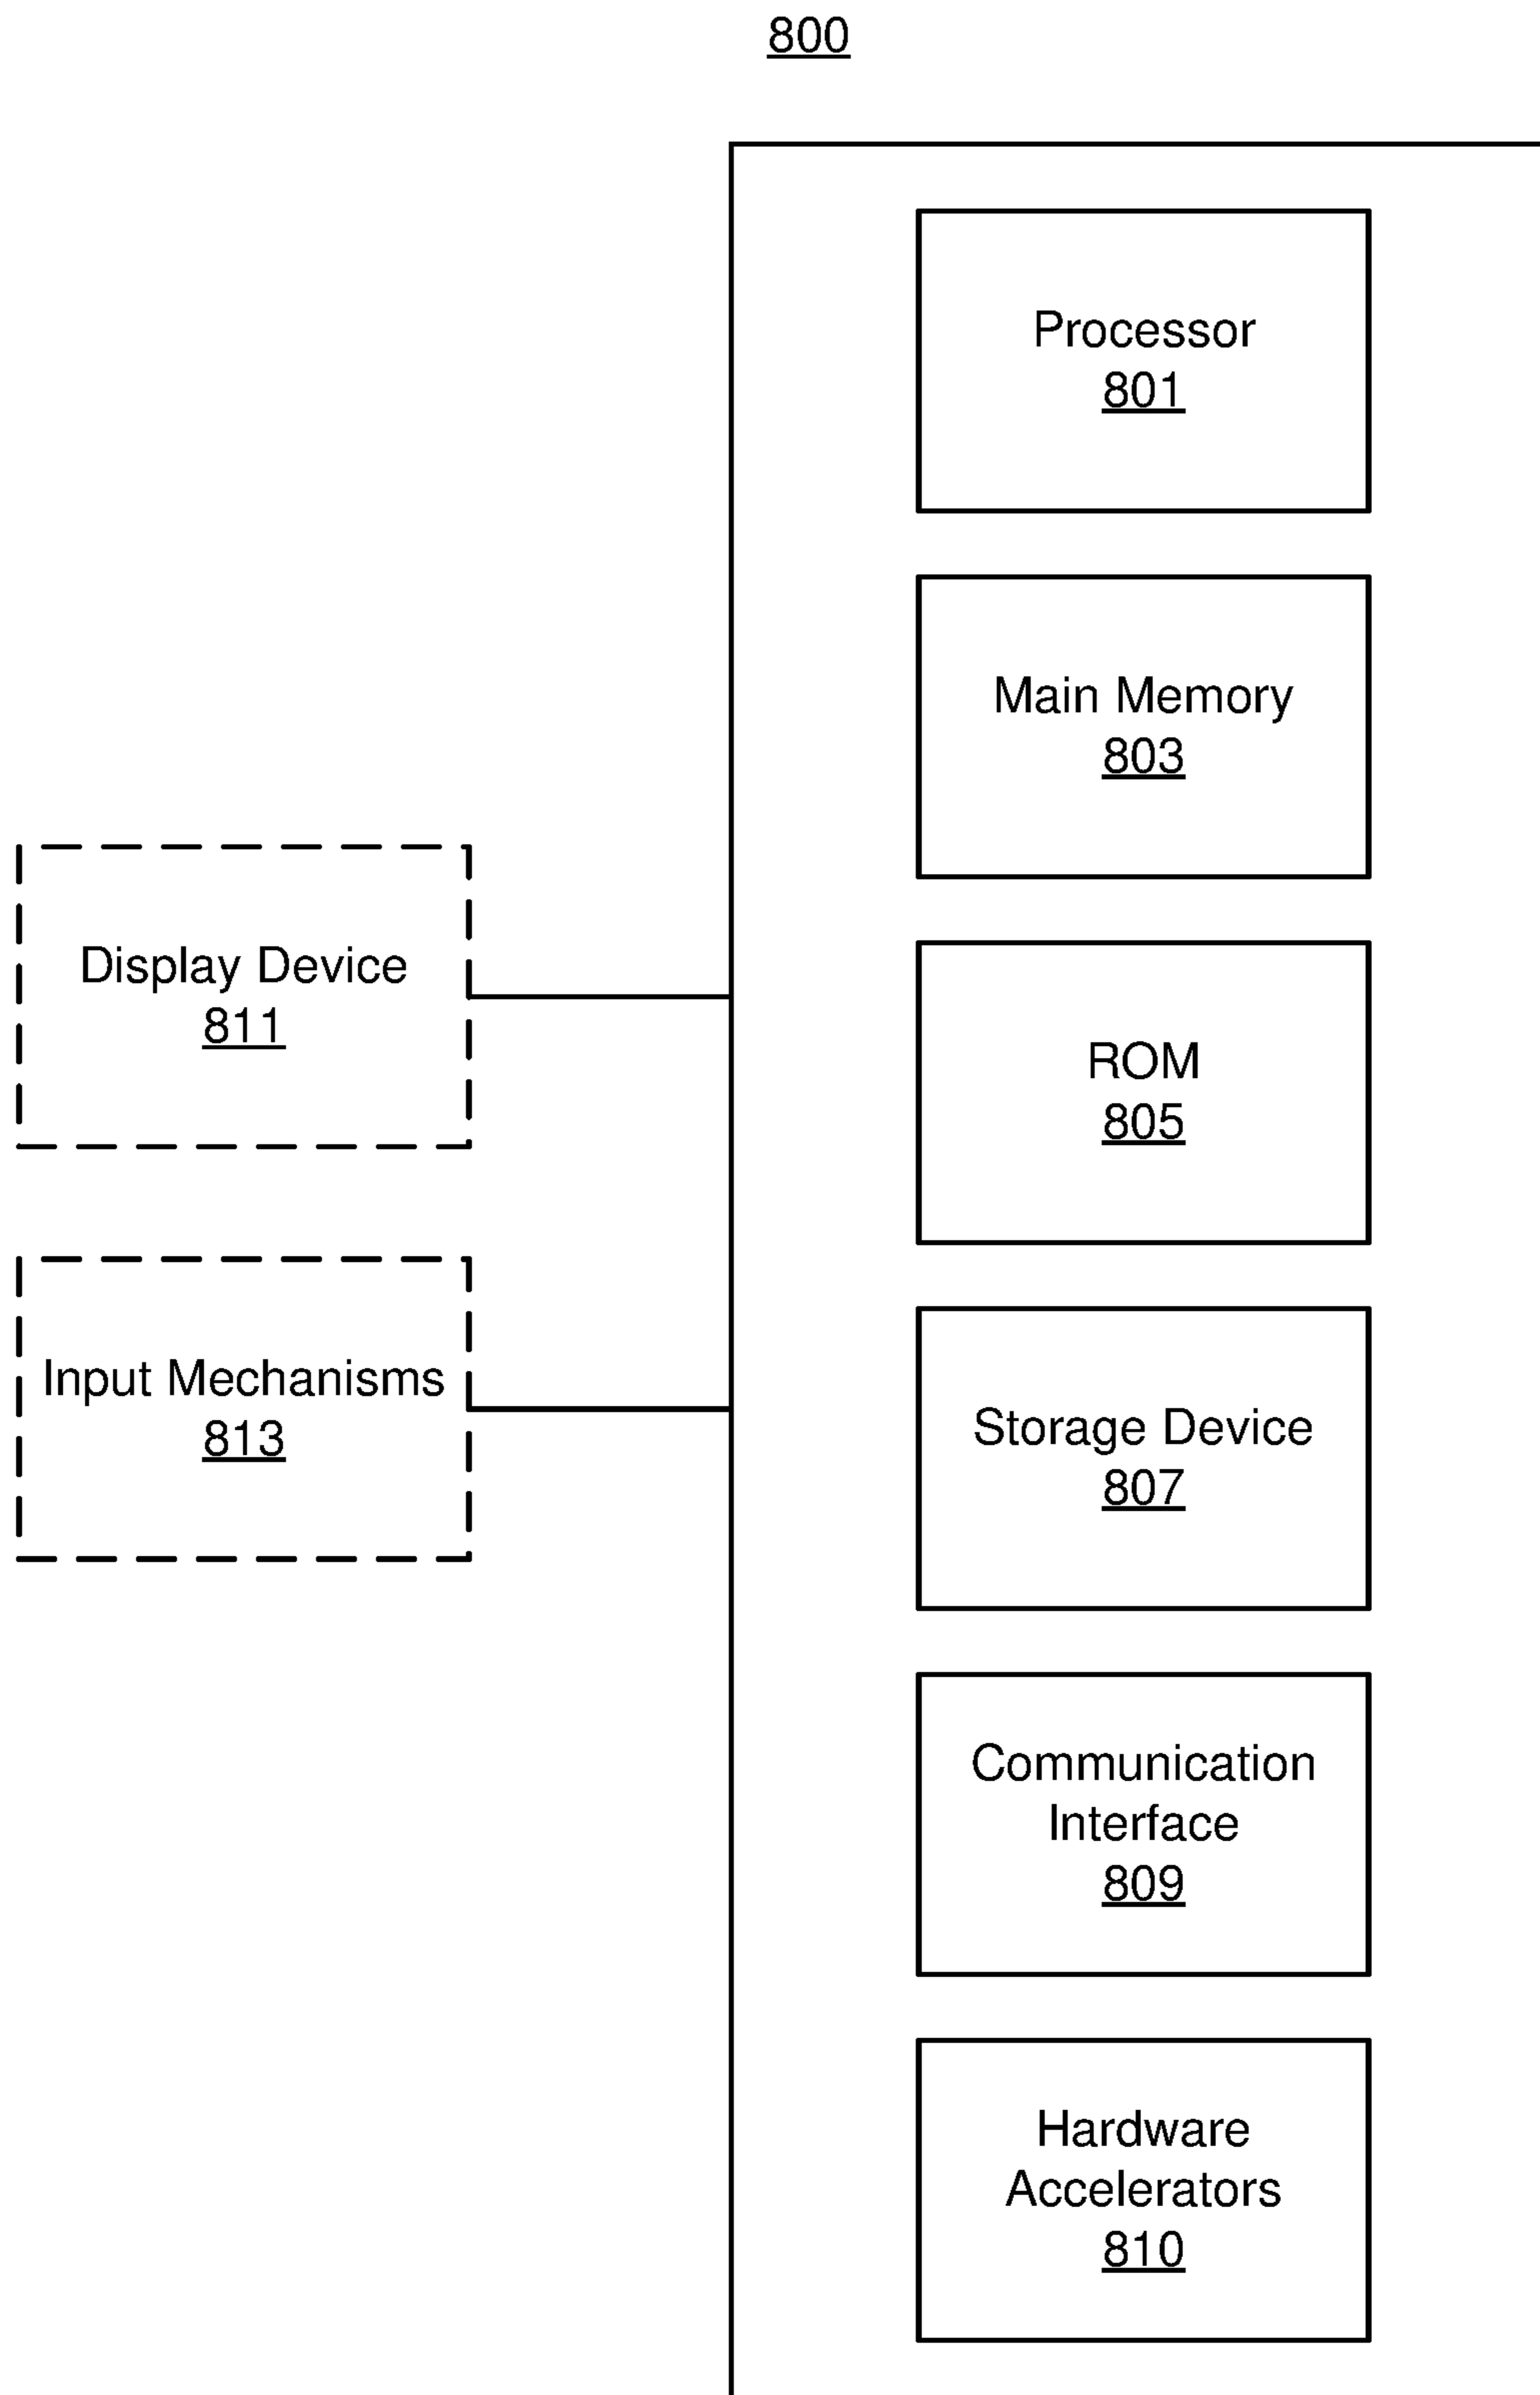 800
Processor
801
Main Memory
803
Display Device
811
ROM
805
Input Mechanisms
813
Storage Device
807
Communication
Interface
809
Hardware
Accelerators
810